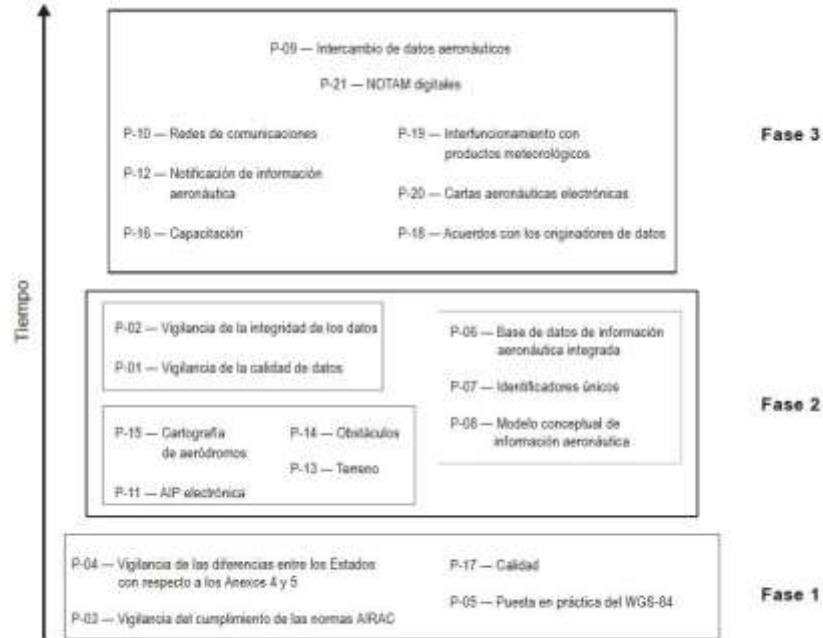 P-09 — Intercambio de datos aeronáuticos
P-21 — NOTAM digitales
P-10 — Redes de comunicaciones
P-12 — Notificación de información
aeronáutica
P-16 — Capacitación
P-19 — Interfuncionamiento con
productos meteorológicos
P-20 — Cartas aeronáuticas electrónicas
P-18 — Acuerdos con los originadores de datos
Fase 3
Tiempo
P-02 — Vigilancia de la integridad de los datos
P-01 — Vigilancia de la calidad de datos
P-15 — Cartografía
de aeródromos
P-11 — AIP electrónica
P-14 — Obstáculos
P-13 — Terreno
P-06 — Base de datos de información
aeronáutica integrada
P-07 — Identificadores únicos
P-08 — Modelo conceptual de
información aeronáutica
Fase 2
P-04 — Vigilancia de las diferencias entre los Estados
con respecto a los Anexos 4 y 5
P-03 — Vigilancia del cumplimiento de las normas AIRAC
P-17 — Calidad
P-05 — Puesta en práctica del WGS-84
Fase 1